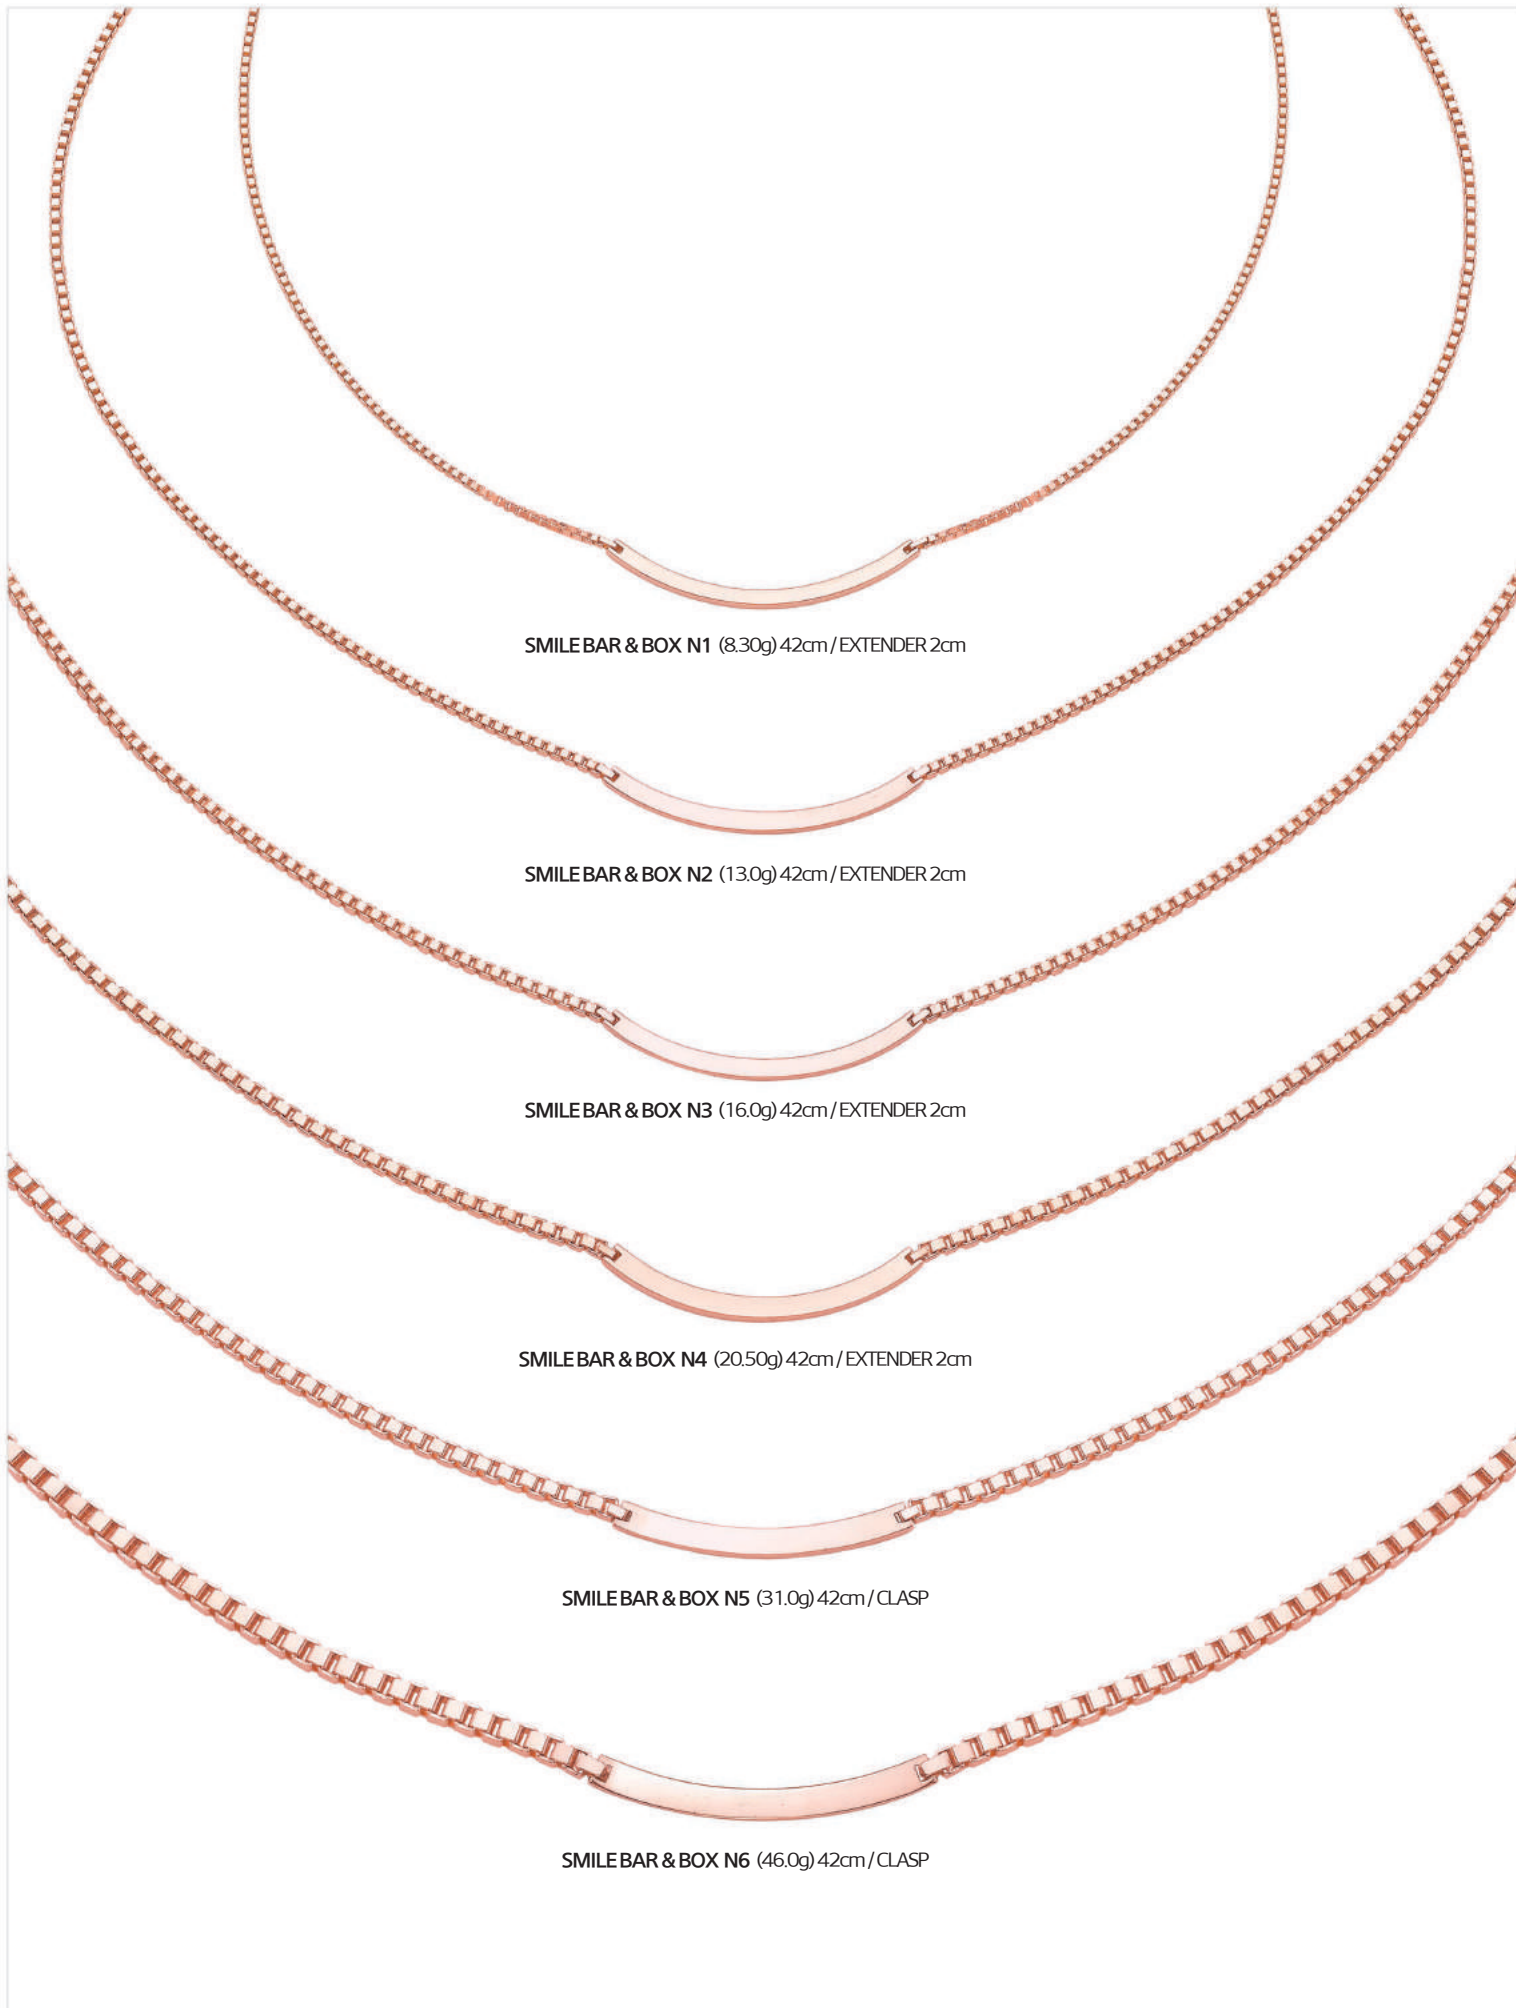 SMILE BAR & BOX N1 (8.30g) 42cm / EXTENDER 2cm
SMILE BAR & BOX N2 (13.0g) 42cm / EXTENDER 2cm
SMILE BAR & BOX N3 (16.0g) 42cm / EXTENDER 2cm
SMILE BAR & BOX N4 (20.50g) 42cm / EXTENDER 2cm
SMILE BAR & BOX N5 (31.0g) 42cm / CLASP
SMILE BAR & BOX N6 (46.0g) 42cm / CLASP